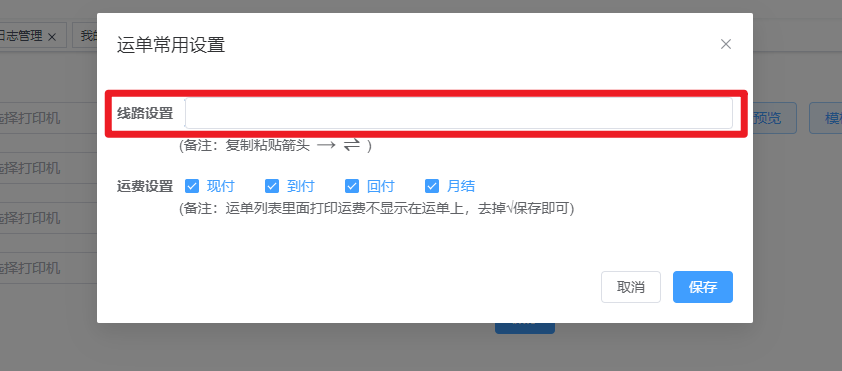 日志管理 ×
我的
运单常用设置
选择打印机
线路设置
预览
模板
(备注：复制粘贴箭头 → ⇌ )
选择打印机
运费设置 现付 到付 回付 月结
(备注：运单列表里面打印运费不显示在运单上，去掉√保存即可)
选择打印机
选择打印机
取消
保存